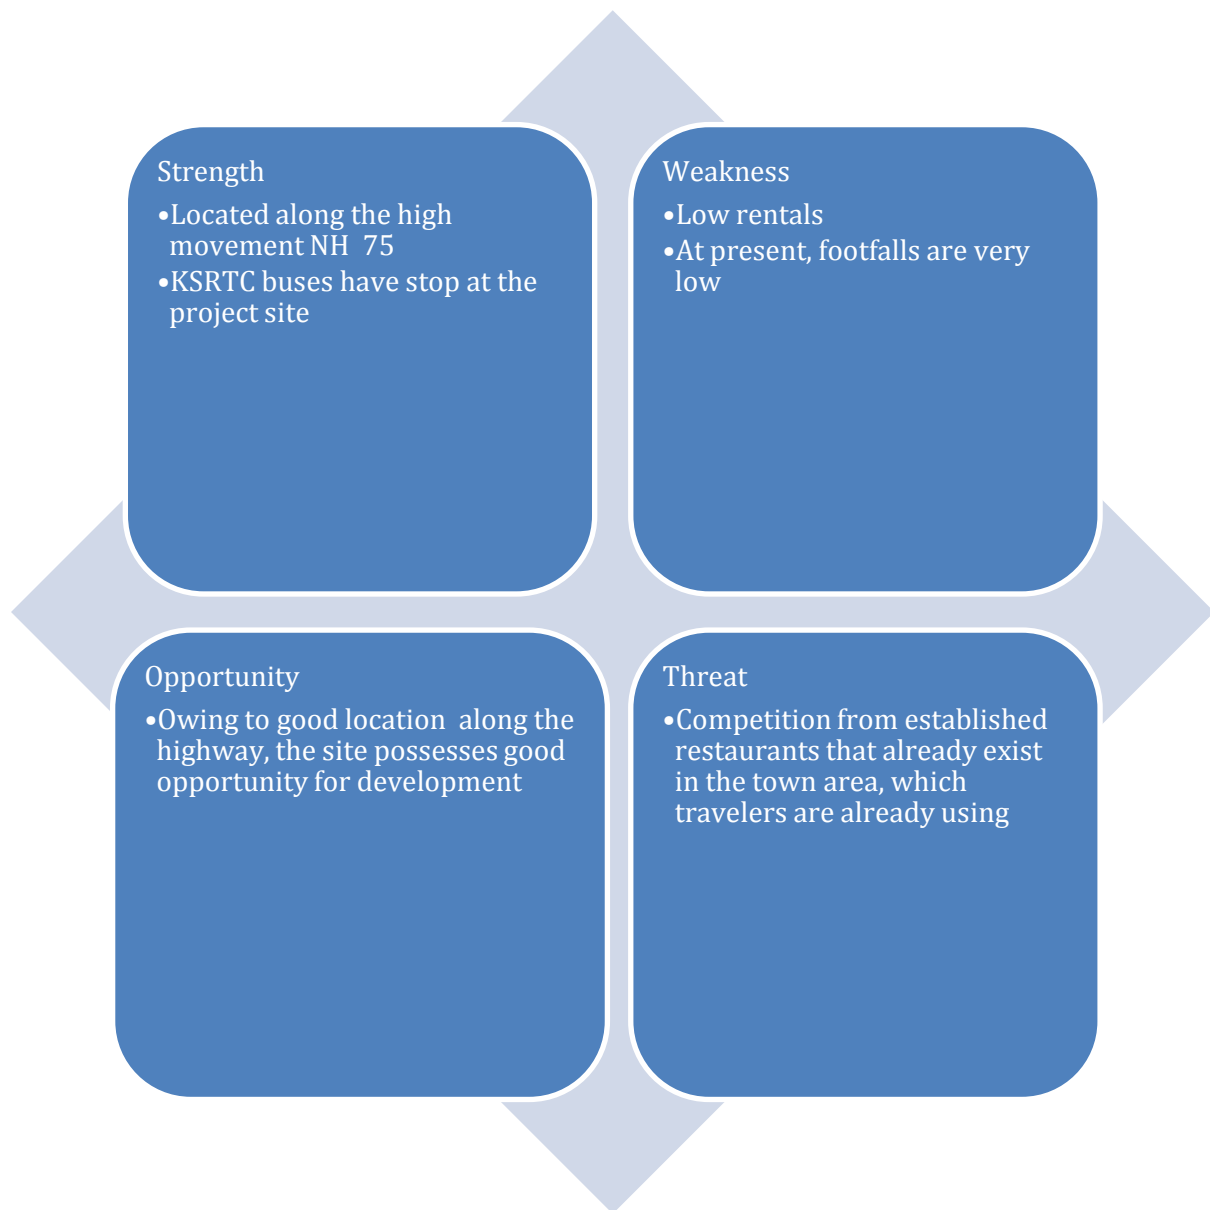 Strength
•Located along the high
movement NH  75
•KSRTC buses have stop at the
project site
Weakness
•Low rentals
•At present, footfalls are very
low
Opportunity
•Owing to good location  along the
highway, the site possesses good
opportunity for development
Threat
•Competition from established
restaurants that already exist
in the town area, which
travelers are already using